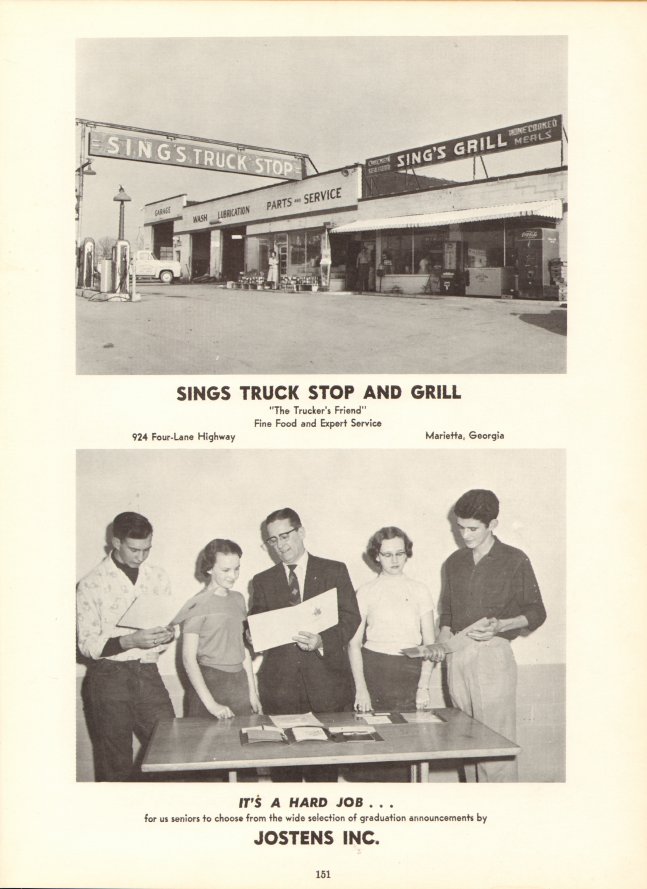 SING'S TRUCK STOP
SING'S GRILL
HOME COOKED
MEALS
GARAGE
WASH LUBRICATION
PARTS AND SERVICE
SINGS TRUCK STOP AND GRILL
"The Trucker's Friend"
Fine Food and Expert Service
924 Four-Lane Highway
Marietta, Georgia
IT'S A HARD JOB . . .
for us seniors to choose from the wide selection of graduation announcements by
JOSTENS INC.
151